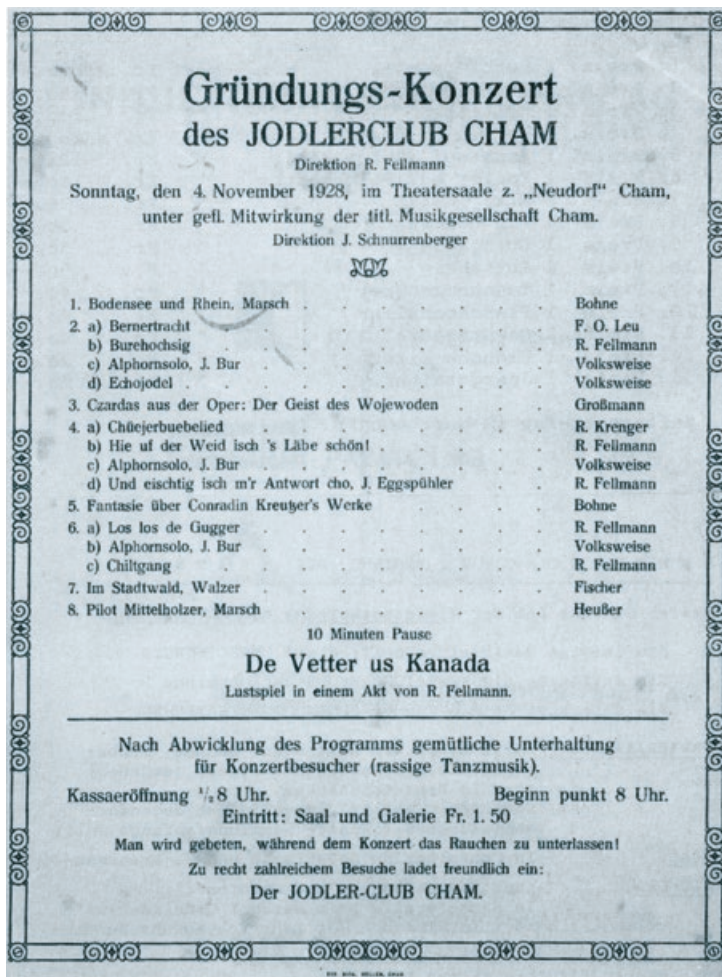 Gründungs-Konzert
des JODLERCLUB CHAM
Direktion R. Fellmann
Sonntag, den 4. November 1928, im Theatersaale z. „Neudorf" Cham,
unter gefl. Mitwirkung der titl. Musikgesellschaft Cham.
Direktion J. Schnurrenberger
1. Bodensee und Rhein, Marsch . . . . . Bohne
2. a) Bernertracht . . . . . F. O. Leu
b) Burehochsig . . . . . R. Fellmann
c) Alphornsolo, J. Bur . . . . . Volksweise
d) Echojodel . . . . . Volksweise
3. Czardas aus der Oper: Der Geist des Wojewoden . . . Großmann
4. a) Chüejerbuebelied . . . . . R. Krenger
b) Hie uf der Weid isch 's Läbe schön! . . . . R. Fellmann
c) Alphornsolo, J. Bur . . . . . Volksweise
d) Und eischtig isch m'r Antwort cho, J. Eggspühler . . . R. Fellmann
5. Fantasie über Conradin Kreutzer's Werke . . . . Bohne
6. a) Los los de Gugger . . . . . R. Fellmann
b) Alphornsolo, J. Bur . . . . . Volksweise
c) Chiltgang . . . . . R. Fellmann
7. Im Stadtwald, Walzer . . . . . Fischer
8. Pilot Mittelholzer, Marsch . . . . . Heußer
10 Minuten Pause
De Vetter us Kanada
Lustspiel in einem Akt von R. Fellmann.
Nach Abwicklung des Programms gemütliche Unterhaltung
für Konzertbesucher (rassige Tanzmusik).
Kassaeröffnung ½ 8 Uhr. Beginn punkt 8 Uhr.
Eintritt: Saal und Galerie Fr. 1. 50
Man wird gebeten, während dem Konzert das Rauchen zu unterlassen!
Zu recht zahlreichem Besuche ladet freundlich ein:
Der JODLER-CLUB CHAM.